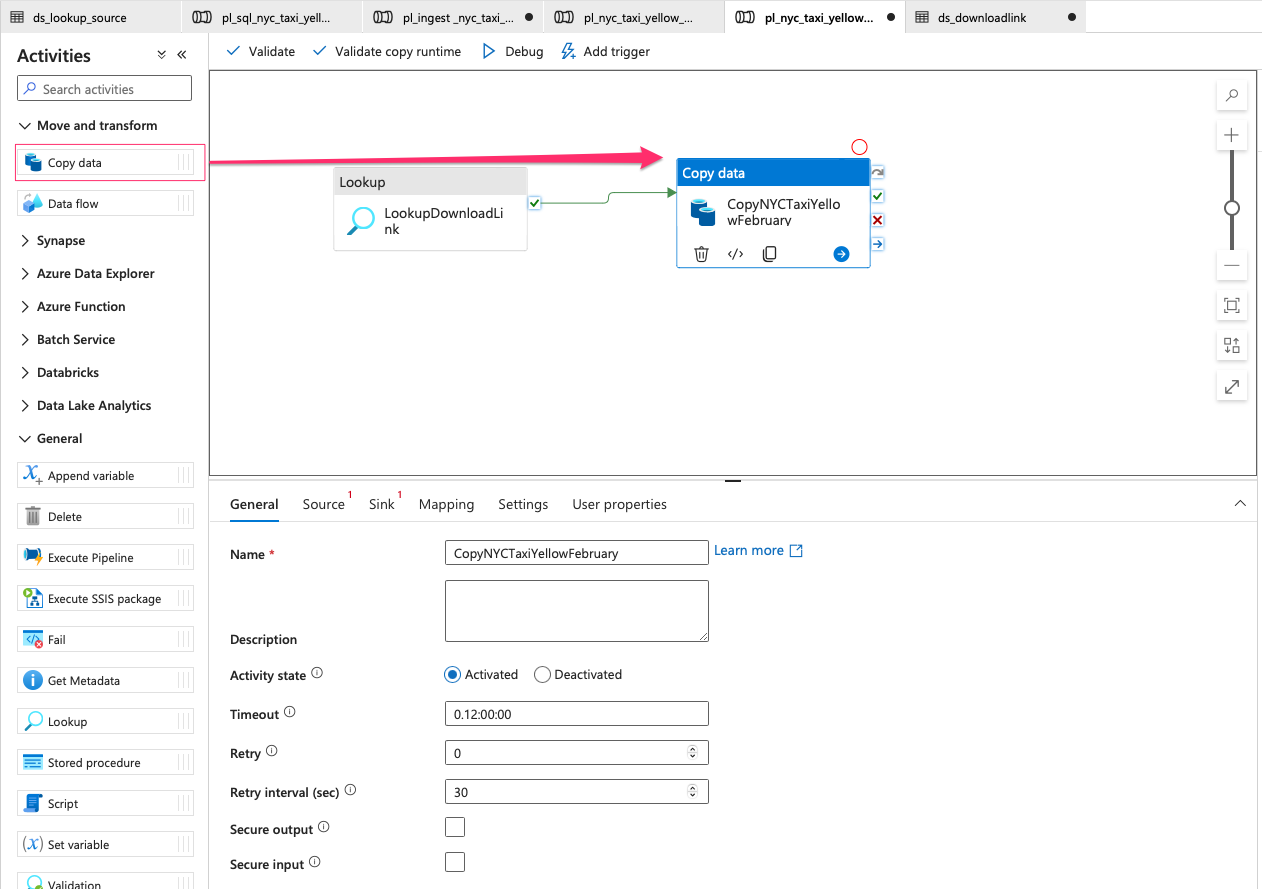 ds_lookup_source
pl_sql_nyc_taxi_yell...
pl_ingest _nyc_taxi_...
pl_nyc_taxi_yellow_...
pl_nyc_taxi_yellow...
ds_downloadlink
Activities
Search activities
Move and transform
Copy data
Data flow
Synapse
Azure Data Explorer
Azure Function
Batch Service
Databricks
Data Lake Analytics
General
Append variable
Delete
Execute Pipeline
Execute SSIS package
Fail
Get Metadata
Lookup
Stored procedure
Script
(x) Set variable
Validation
Validate
Validate copy runtime
Debug
Add trigger
Lookup
LookupDownloadLi
nk
Copy data
CopyNYCTaxiYello
wFebruary
General
Source 1
Sink 1
Mapping
Settings
User properties
Name *
CopyNYCTaxiYellowFebruary
Learn more
Description
Activity state
Activated
Deactivated
Timeout
0.12:00:00
Retry
0
Retry interval (sec)
30
Secure output
Secure input